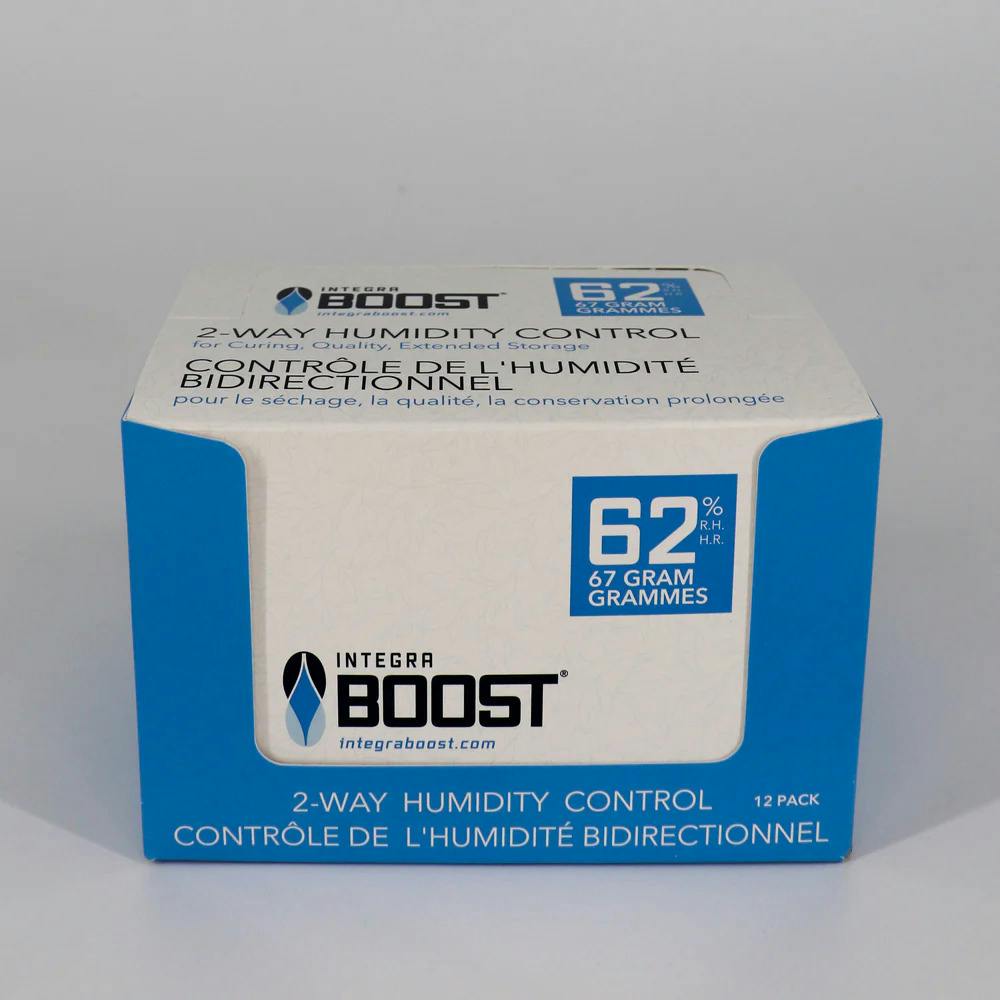 INTEGRA
BOOST
integraboost.com
62%
67 GRAM
GRAMMES
2-WAY HUMIDITY CONTROL
for Curing, Quality, Extended Storage
CONTRÔLE DE L'HUMIDITÉ
BIDIRECTIONNEL
pour le séchage, la qualité, la conservation prolongée
62%
R.H.
H.R.
67 GRAM
GRAMMES
INTEGRA
BOOST®
integraboost.com
2-WAY HUMIDITY CONTROL
12 PACK
CONTRÔLE DE L'HUMIDITÉ BIDIRECTIONNEL